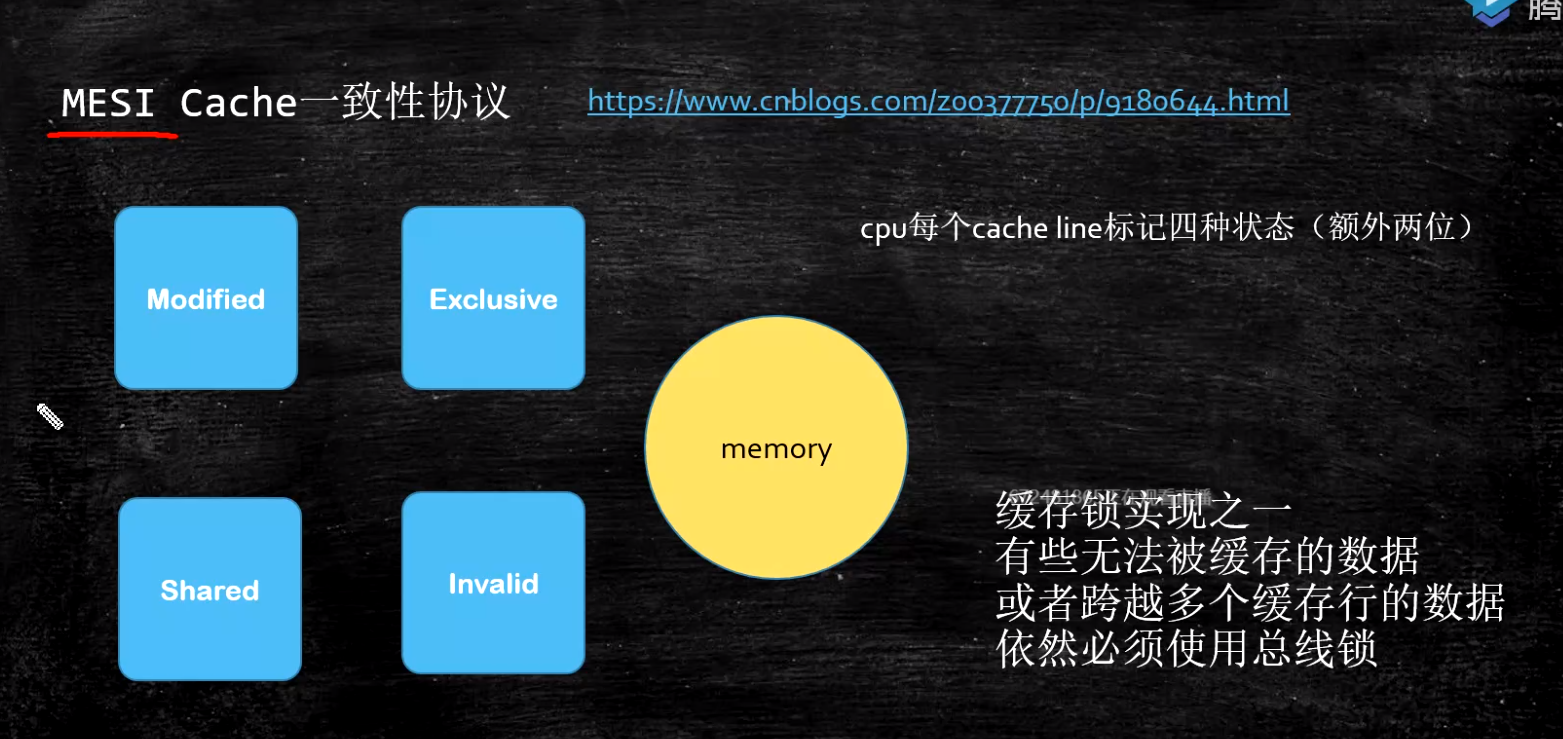 腾
MESI Cache一致性协议
https://www.cnblogs.com/z00377750/p/9180644.html
cpu每个cache line标记四种状态（额外两位）
Modified
Exclusive
memory
缓存锁实现之一
有些无法被缓存的数据
或者跨越多个缓存行的数据
依然必须使用总线锁
Shared
Invalid